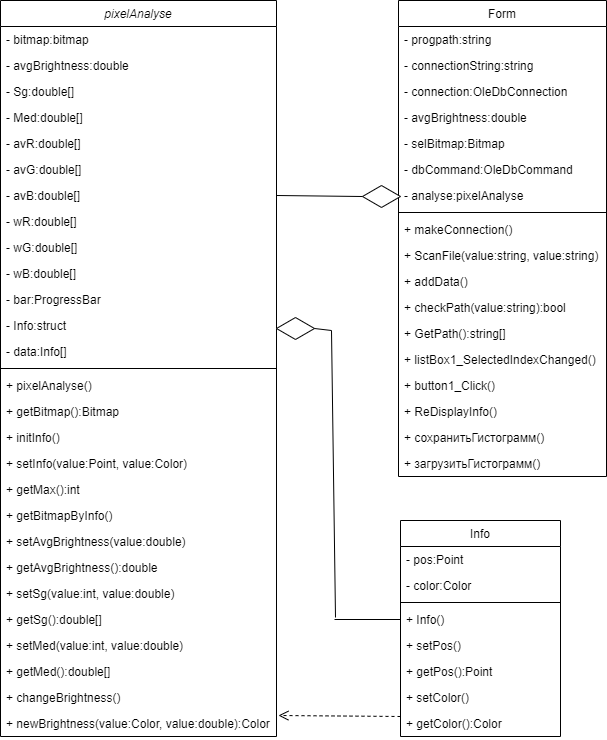 pixelAnalyse
- bitmap:bitmap
- avgBrightness:double
- Sg:double[]
- Med:double[]
- avR:double[]
- avG:double[]
- avB:double[]
- wR:double[]
- wG:double[]
- wB:double[]
- bar:ProgressBar
- Info:struct
- data:Info[]
+ pixelAnalyse()
+ getBitmap():Bitmap
+ initInfo()
+ setInfo(value:Point, value:Color)
+ getMax():int
+ getBitmapByInfo()
+ setAvgBrightness(value:double)
+ getAvgBrightness():double
+ setSg(value:int, value:double)
+ getSg():double[]
+ setMed(value:int, value:double)
+ getMed():double[]
+ changeBrightness()
+ newBrightness(value:Color, value:double):Color
Form
- progpath:string
- connectionString:string
- connection:OleDbConnection
- avgBrightness:double
- selBitmap:Bitmap
- dbCommand:OleDbCommand
- analyse:pixelAnalyse
+ makeConnection()
+ ScanFile(value:string, value:string)
+ addData()
+ checkPath(value:string):bool
+ GetPath():string[]
+ listBox1_SelectedIndexChanged()
+ button1_Click()
+ ReDisplayInfo()
+ сохранитьГистограмм()
+ загрузитьГистограмм()
Info
- pos:Point
- color:Color
+ Info()
+ setPos()
+ getPos():Point
+ setColor()
+ getColor():Color